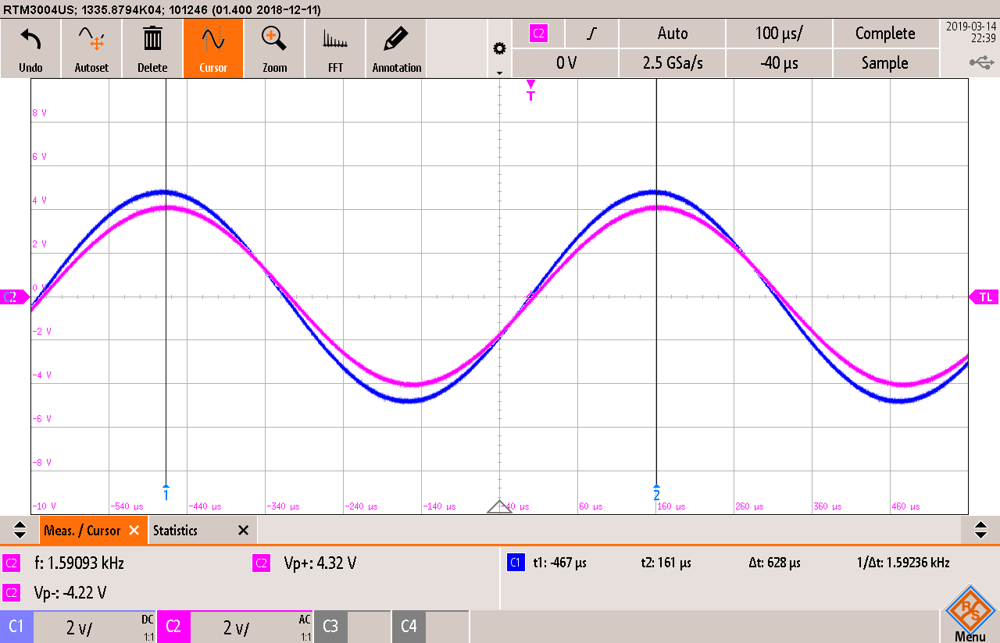 RTM3004US; 1335.8794K04; 101246 (01.400 2018-12-11)
Undo Autoset Delete Cursor Zoom FFT Annotation
C2 Auto 100 µs/ Complete
0 V 2.5 GSa/s -40 µs Sample
2019-03-14
22:39
T
8 V
6 V
4 V
2 V
0 V
C2 TL
-2 V
-4 V
-6 V
-8 V
1 2
-10 V -540 µs -440 µs -340 µs -240 µs -140 µs -40 µs 60 µs 160 µs 260 µs 360 µs 460 µs
Meas. / Cursor Statistics
C2 f: 1.59093 kHz C2 Vp+: 4.32 V C1 t1: -467 µs t2: 161 µs Δt: 628 µs 1/Δt: 1.59236 kHz
C2 Vp-: -4.22 V
C1 2 V/ DC 1:1 C2 2 V/ AC 1:1 C3 C4
R S
Menu